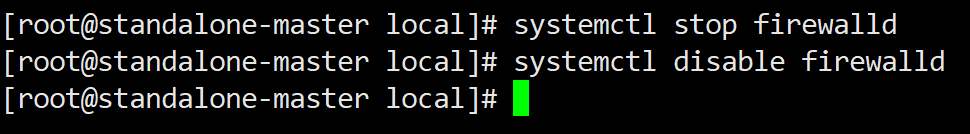 [root@standalone-master local]# systemctl stop firewalld
[root@standalone-master local]# systemctl disable firewalld
[root@standalone-master local]#